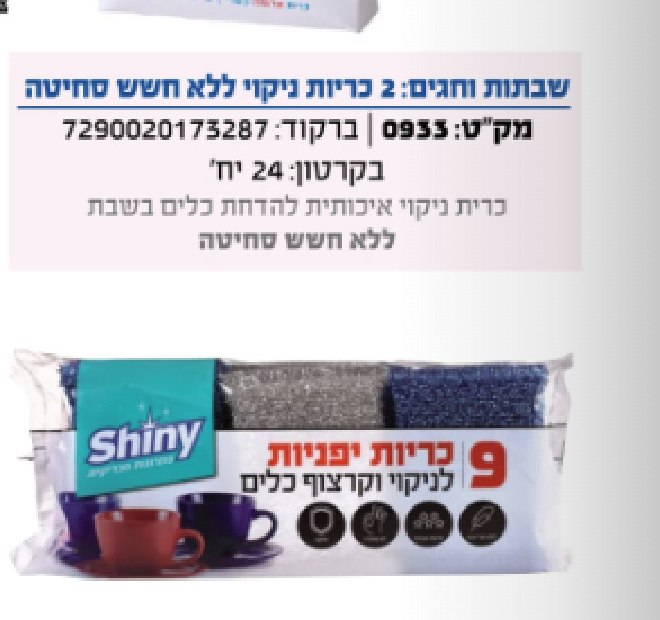 שבתות וחגים: 2 כריות ניקוי ללא חשש סחיטה
מק"ט: 0933 | ברקוד: 7290020173287
בקרטון: 24 יח'
כרית ניקוי איכותית להדחת כלים בשבת
ללא חשש סחיטה
Shiny
9 כריות יפניות
לניקוי וקרצוף כלים